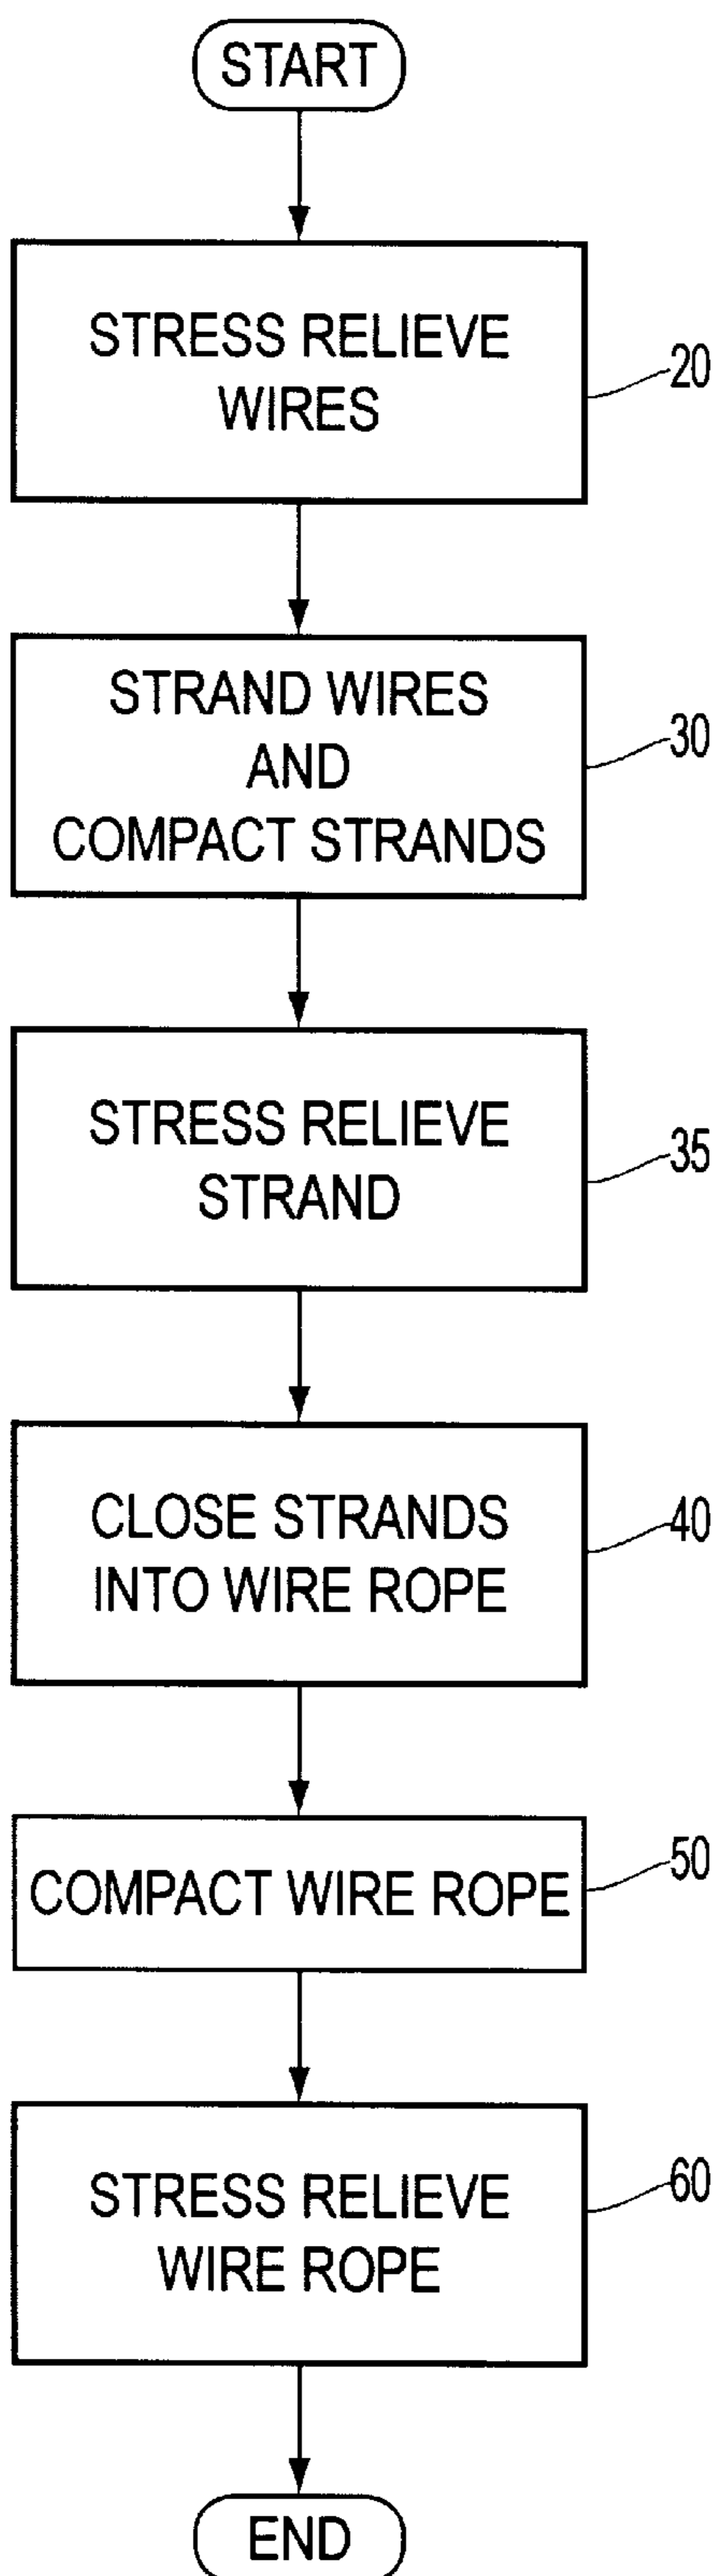 START
STRESS RELIEVE
WIRES
20
STRAND WIRES
AND
COMPACT STRANDS
30
STRESS RELIEVE
STRAND
35
CLOSE STRANDS
INTO WIRE ROPE
40
COMPACT WIRE ROPE
50
STRESS RELIEVE
WIRE ROPE
60
END